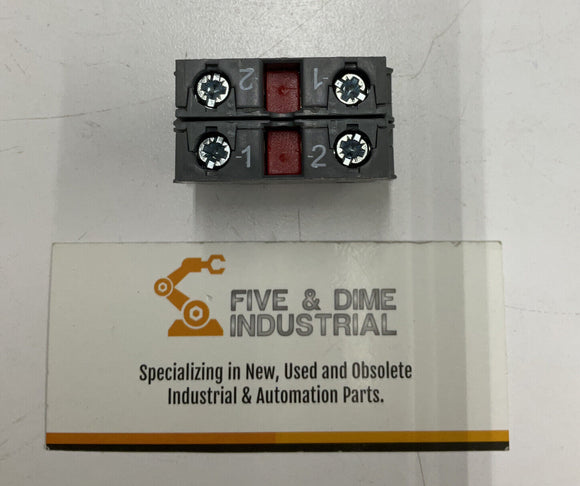 2 1
-1 -2
FIVE & DIME
INDUSTRIAL
Specializing in New, Used and Obsolete
Industrial & Automation Parts.